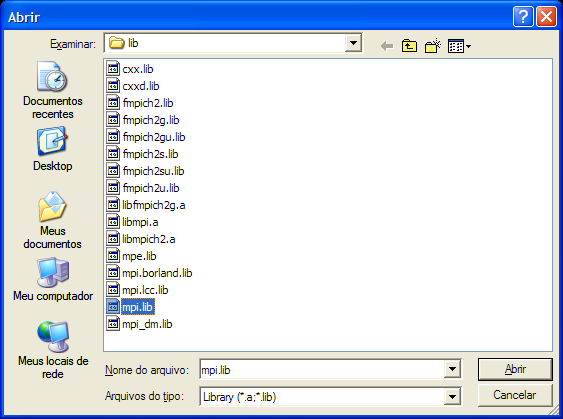 Abrir
Examinar: lib
Documentos
recentes
Desktop
Meus
documentos
Meu computador
Meus locais de
rede
cxx.lib
cxxd.lib
fmpich2.lib
fmpich2g.lib
fmpich2gu.lib
fmpich2s.lib
fmpich2su.lib
fmpich2u.lib
libfmpich2g.a
libmpi.a
libmpich2.a
mpe.lib
mpi.borland.lib
mpi.lcc.lib
mpi.lib
mpi_dm.lib
Nome do arquivo: mpi.lib Abrir
Arquivos do tipo: Library (*.a;*.lib) Cancelar